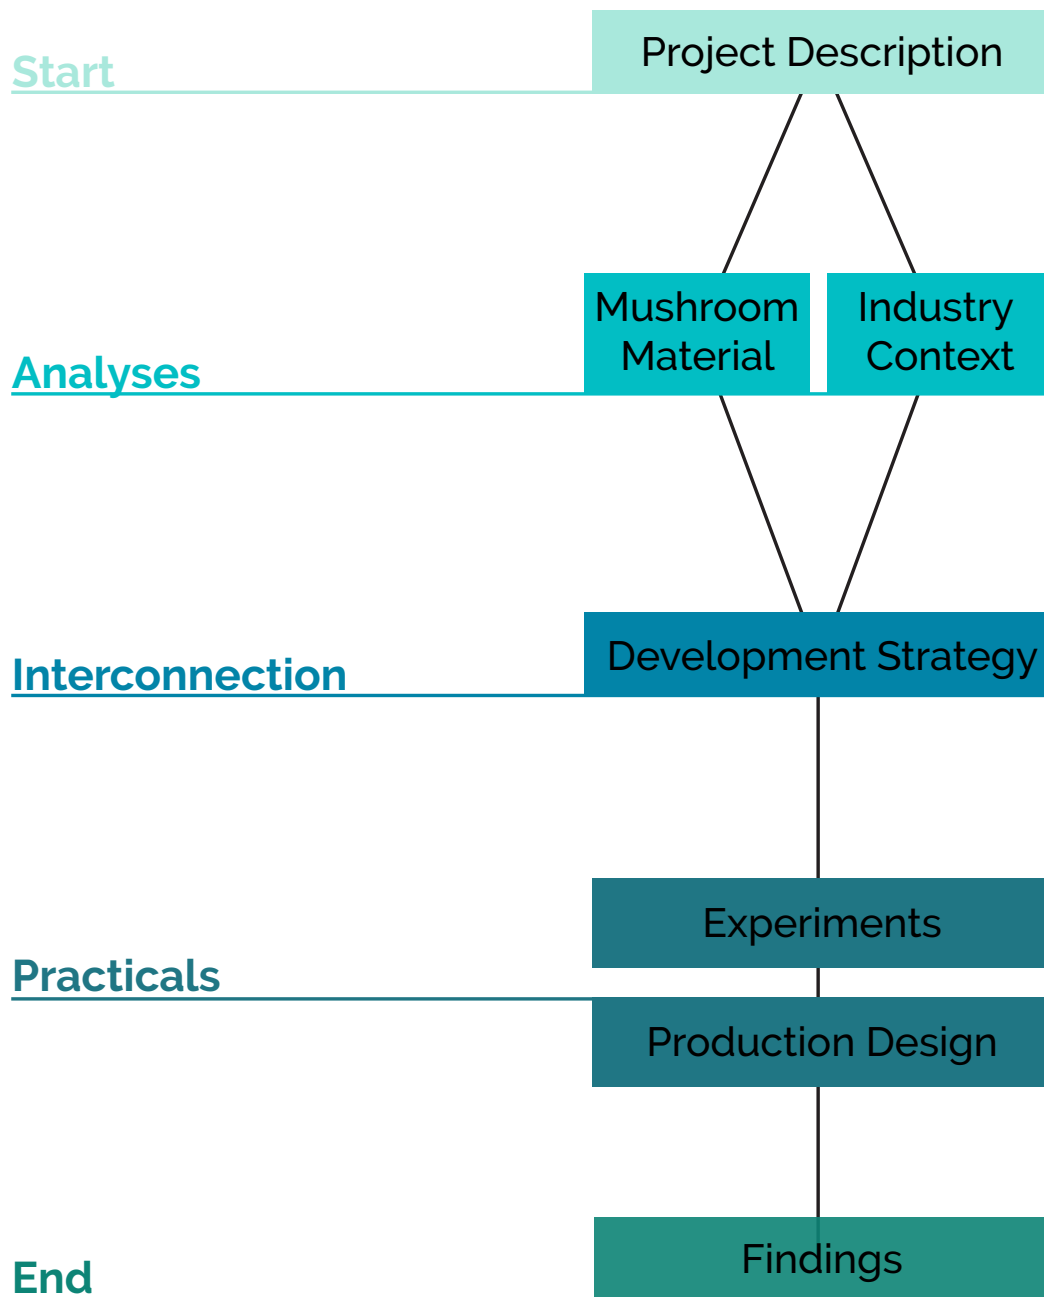 Start
Project Description
Analyses
Mushroom
Material
Industry
Context
Interconnection
Development Strategy
Experiments
Practicals
Production Design
End
Findings